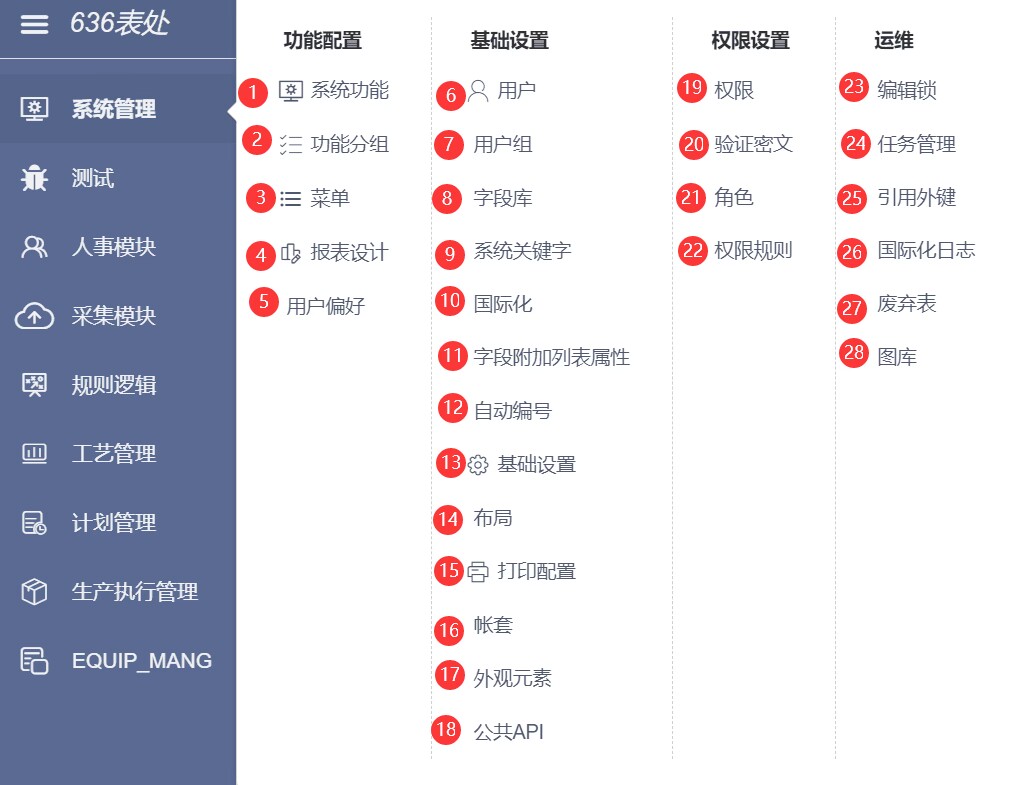 636表处
系统管理
测试
人事模块
采集模块
规则逻辑
工艺管理
计划管理
生产执行管理
EQUIP_MANG
功能配置
1 系统功能
2 功能分组
3 菜单
4 报表设计
5 用户偏好
基础设置
6 用户
7 用户组
8 字段库
9 系统关键字
10 国际化
11 字段附加列表属性
12 自动编号
13 基础设置
14 布局
15 打印配置
16 帐套
17 外观元素
18 公共API
权限设置
19 权限
20 验证密文
21 角色
22 权限规则
运维
23 编辑锁
24 任务管理
25 引用外键
26 国际化日志
27 废弃表
28 图库